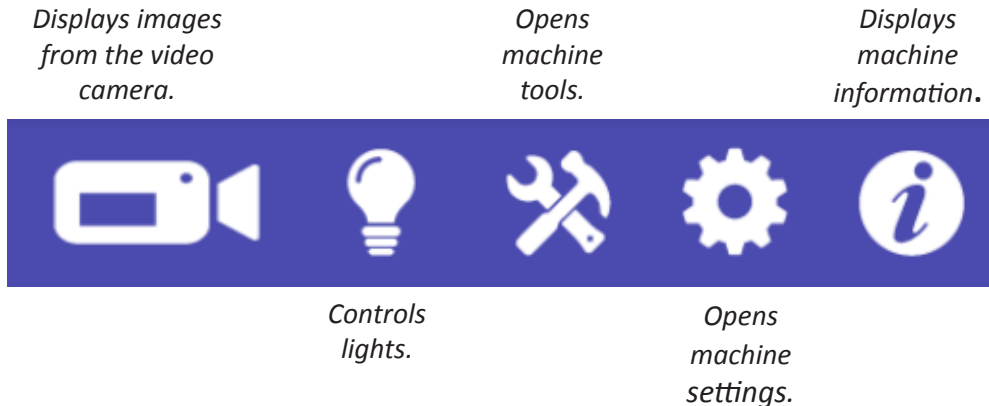 Displays images
from the video
camera.
Opens
machine
tools.
Displays
machine
information.
i
Controls
lights.
Opens
machine
settings.